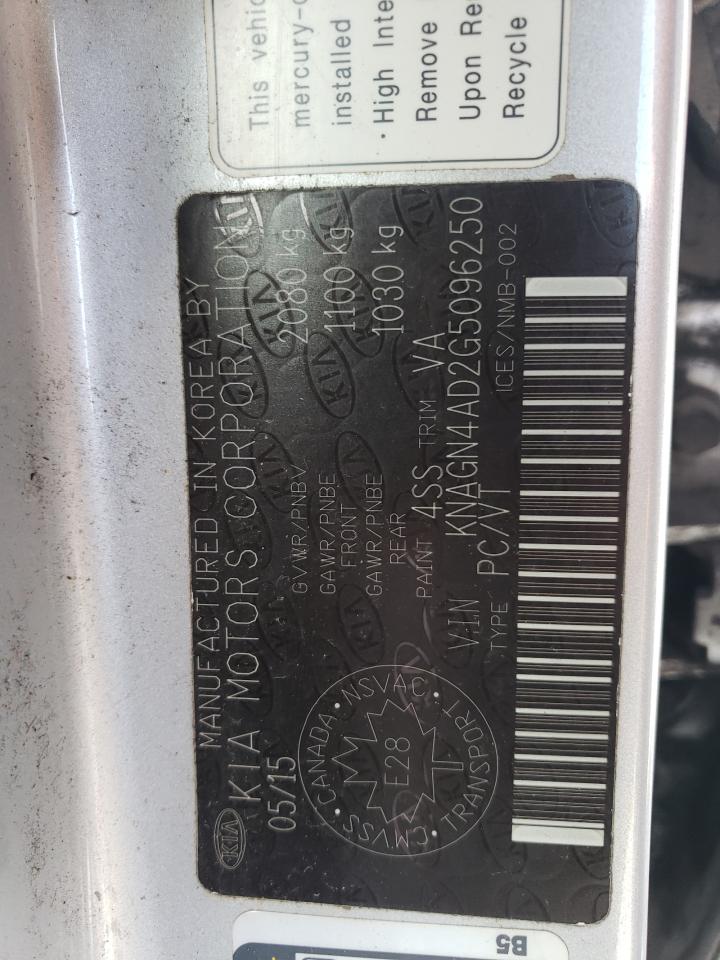 This vehic
mercury-c
installed
• High Inte
Remove
Upon Re
Recycle
KIA
MANUFACTURED IN KOREA BY
KIA MOTORS CORPORATION
05/15
GVWR/PNBV 2080 kg
GAWR/PNBE FRONT 1100 kg
GAWR/PNBE REAR 1030 kg
PAINT 4SS TRIM VA
VIN KNAGN4AD2G5096250
TYPE PC/VT ICES/NMB-002
CANADA • NSVAC • TRANSPORT • CMVSS •
E28
B5